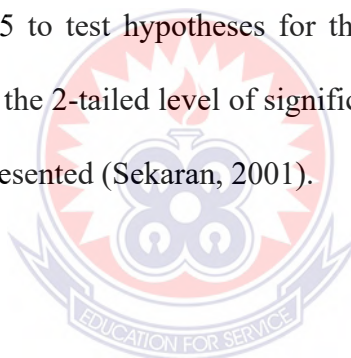 5 to test hypotheses for th
the 2-tailed level of signific
esented (Sekaran, 2001).
EDUCATION FOR SERVICE